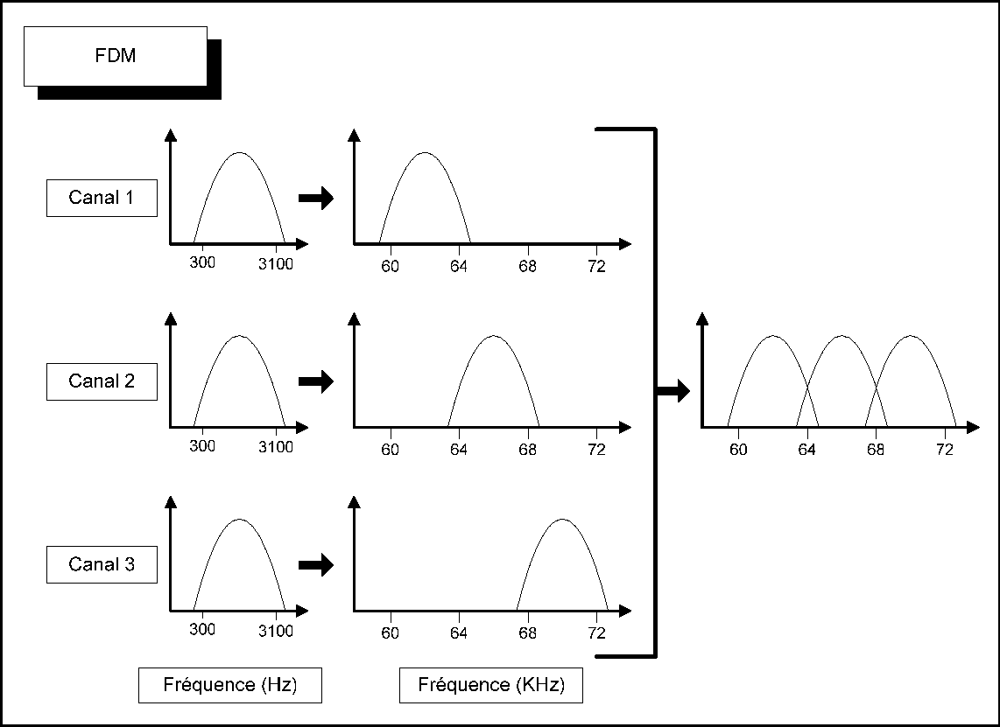 FDM
Canal 1
300 3100
60 64 68 72
Canal 2
300 3100
60 64 68 72
60 64 68 72
Canal 3
300 3100
60 64 68 72
Fréquence (Hz)
Fréquence (KHz)